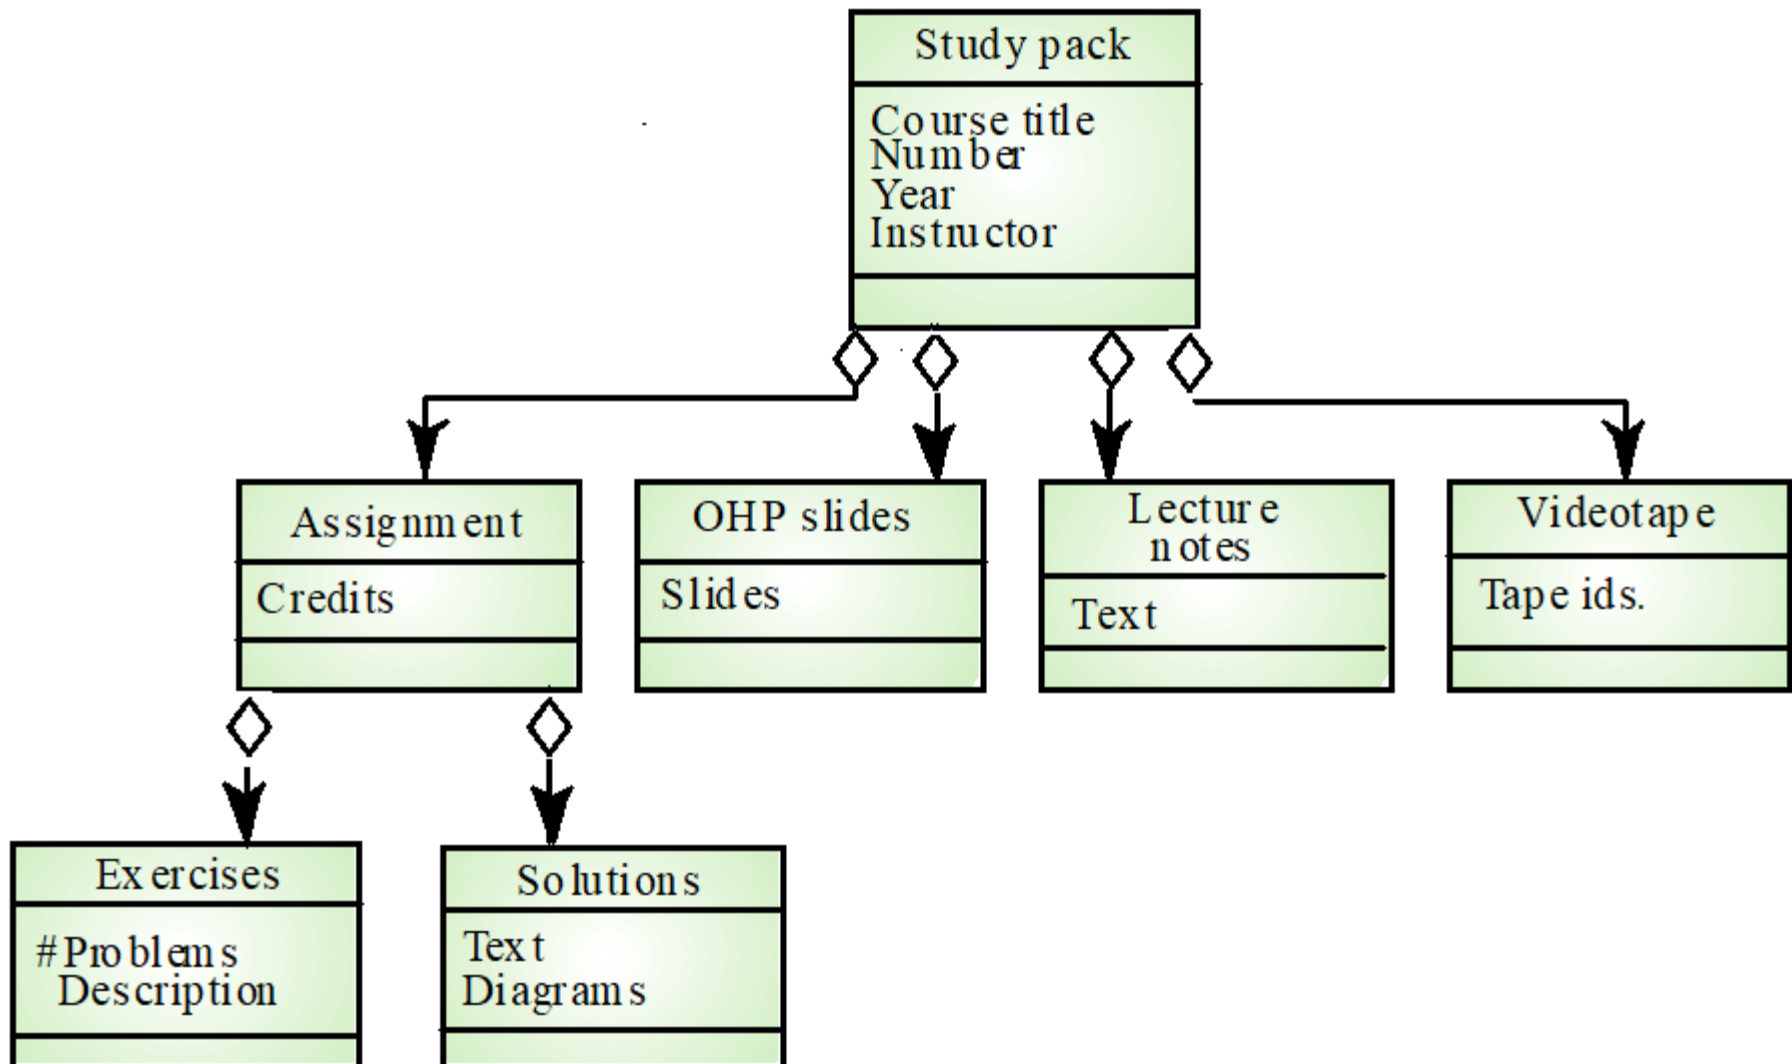 Study pack
Course title
Number
Year
Instructor
Assignment
Credits
OHP slides
Slides
Lecture
notes
Text
Videotape
Tape ids.
Exercises
#Problems
Description
Solutions
Text
Diagrams